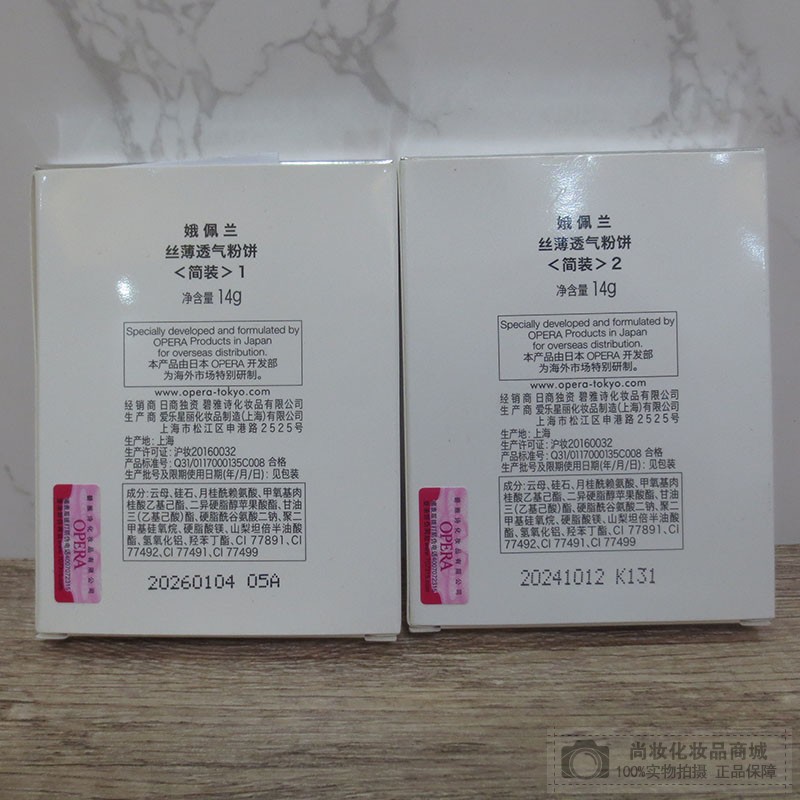 娥佩兰
丝薄透气粉饼
<简装>1
净含量 14g
Specially developed and formulated by
OPERA Products in Japan
for overseas distribution.
本产品由日本 OPERA 开发部
为海外市场特别研制。
www.opera-tokyo.com
经销商 日商独资 碧雅诗化妆品有限公司
生产商 爱乐星丽化妆品制造(上海)有限公司
上海市松江区申港路2525号
生产地: 上海
生产许可证: 沪妆20160032
产品标准号: Q31/0117000135C008 合格
生产批号及限期使用日期(年/月/日): 见包装
成分:云母、硅石、月桂酰赖氨酸、甲氧基肉
桂酸乙基己酯、二异硬脂醇苹果酸酯、甘油
三(乙基己酸)酯、硬脂酰谷氨酸二钠、聚二
甲基硅氧烷、硬脂酸镁、山梨坦倍半油酸
酯、氢氧化铝、羟苯丁酯、CI 77891、CI
77492、CI 77491、CI 77499
20260104 05A
碧雅诗化妆品有限公司
OPERA
娥佩兰
丝薄透气粉饼
<简装>2
净含量 14g
Specially developed and formulated by
OPERA Products in Japan
for overseas distribution.
本产品由日本 OPERA 开发部
为海外市场特别研制。
www.opera-tokyo.com
经销商 日商独资 碧雅诗化妆品有限公司
生产商 爱乐星丽化妆品制造(上海)有限公司
上海市松江区申港路2525号
生产地: 上海
生产许可证: 沪妆20160032
产品标准号: Q31/0117000135C008 合格
生产批号及限期使用日期(年/月/日): 见包装
成分:云母、硅石、月桂酰赖氨酸、甲氧基肉
桂酸乙基己酯、二异硬脂醇苹果酸酯、甘油
三(乙基己酸)酯、硬脂酰谷氨酸二钠、聚二
甲基硅氧烷、硬脂酸镁、山梨坦倍半油酸
酯、氢氧化铝、羟苯丁酯、CI 77891、CI
77492、CI 77491、CI 77499
20241012 K131
碧雅诗化妆品有限公司
OPERA
尚妆化妆品商城
100%实物拍摄 正品保障